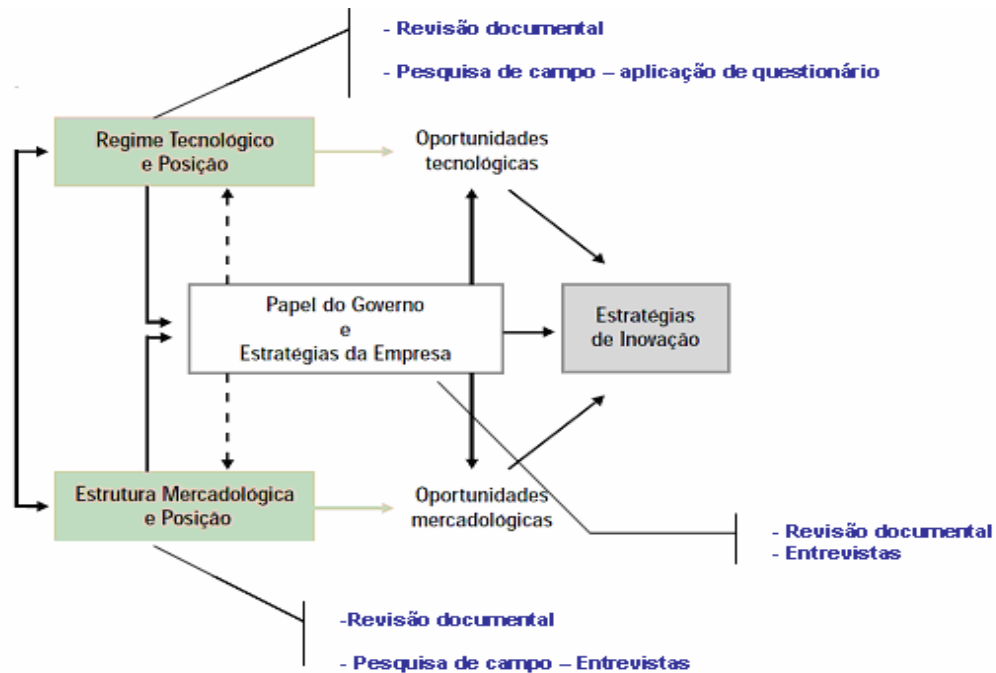 - Revisão documental
- Pesquisa de campo – aplicação de questionário
Regime Tecnológico
e Posição
Oportunidades
tecnológicas
Papel do Governo
e
Estratégias da Empresa
Estratégias
de Inovação
Estrutura Mercadológica
e Posição
Oportunidades
mercadológicas
- Revisão documental
- Entrevistas
-Revisão documental
- Pesquisa de campo – Entrevistas